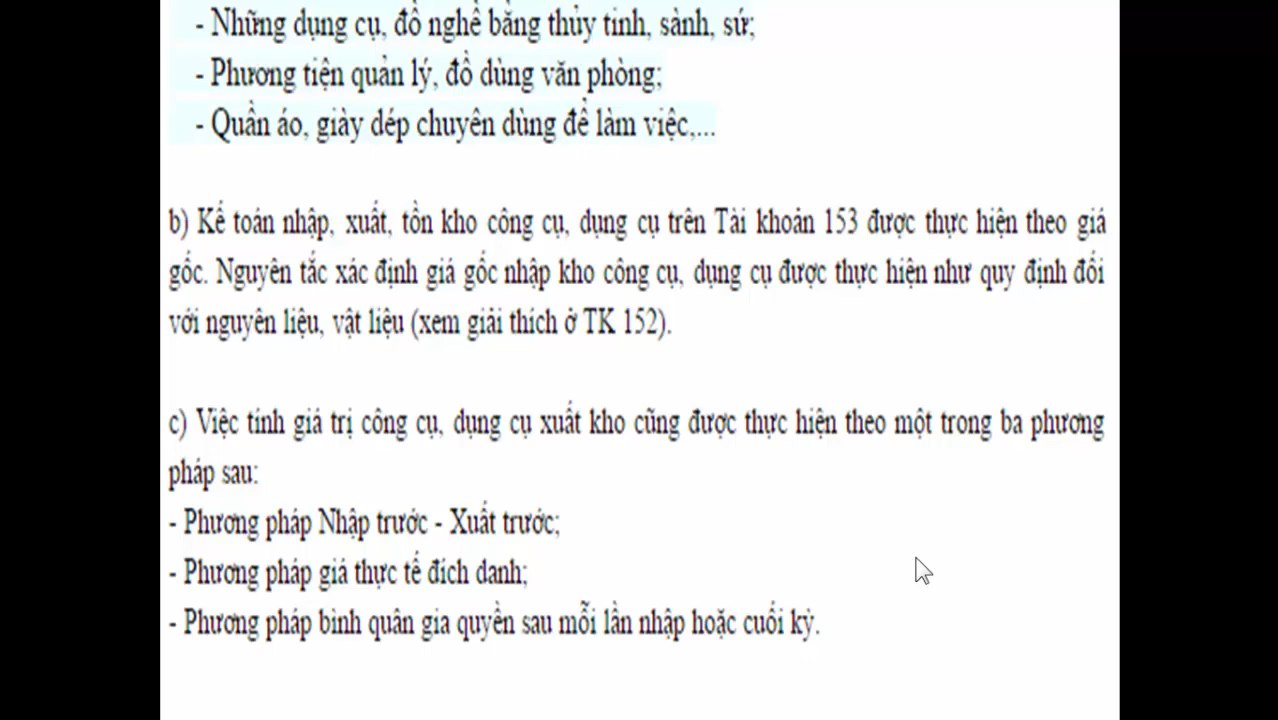 - Những dụng cụ, đồ nghề bằng thủy tinh, sành, sứ;
- Phương tiện quản lý, đồ dùng văn phòng;
- Quần áo, giày dép chuyên dùng để làm việc,...
b) Kế toán nhập, xuất, tồn kho công cụ, dụng cụ trên Tài khoản 153 được thực hiện theo giá
gốc. Nguyên tắc xác định giá gốc nhập kho công cụ, dụng cụ được thực hiện như quy định đối
với nguyên liệu, vật liệu (xem giải thích ở TK 152).
c) Việc tính giá trị công cụ, dụng cụ xuất kho cũng được thực hiện theo một trong ba phương
pháp sau:
- Phương pháp Nhập trước - Xuất trước;
- Phương pháp giá thực tế đích danh;
- Phương pháp bình quân gia quyền sau mỗi lần nhập hoặc cuối kỳ.